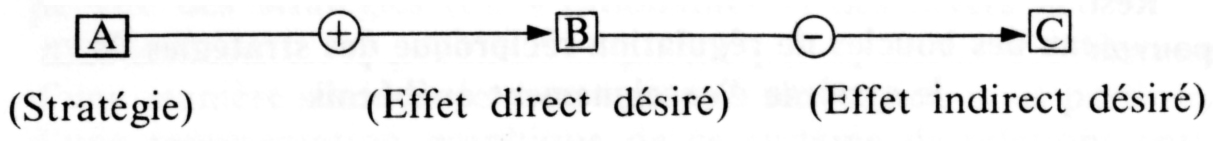 A + B - C
(Stratégie) (Effet direct désiré) (Effet indirect désiré)